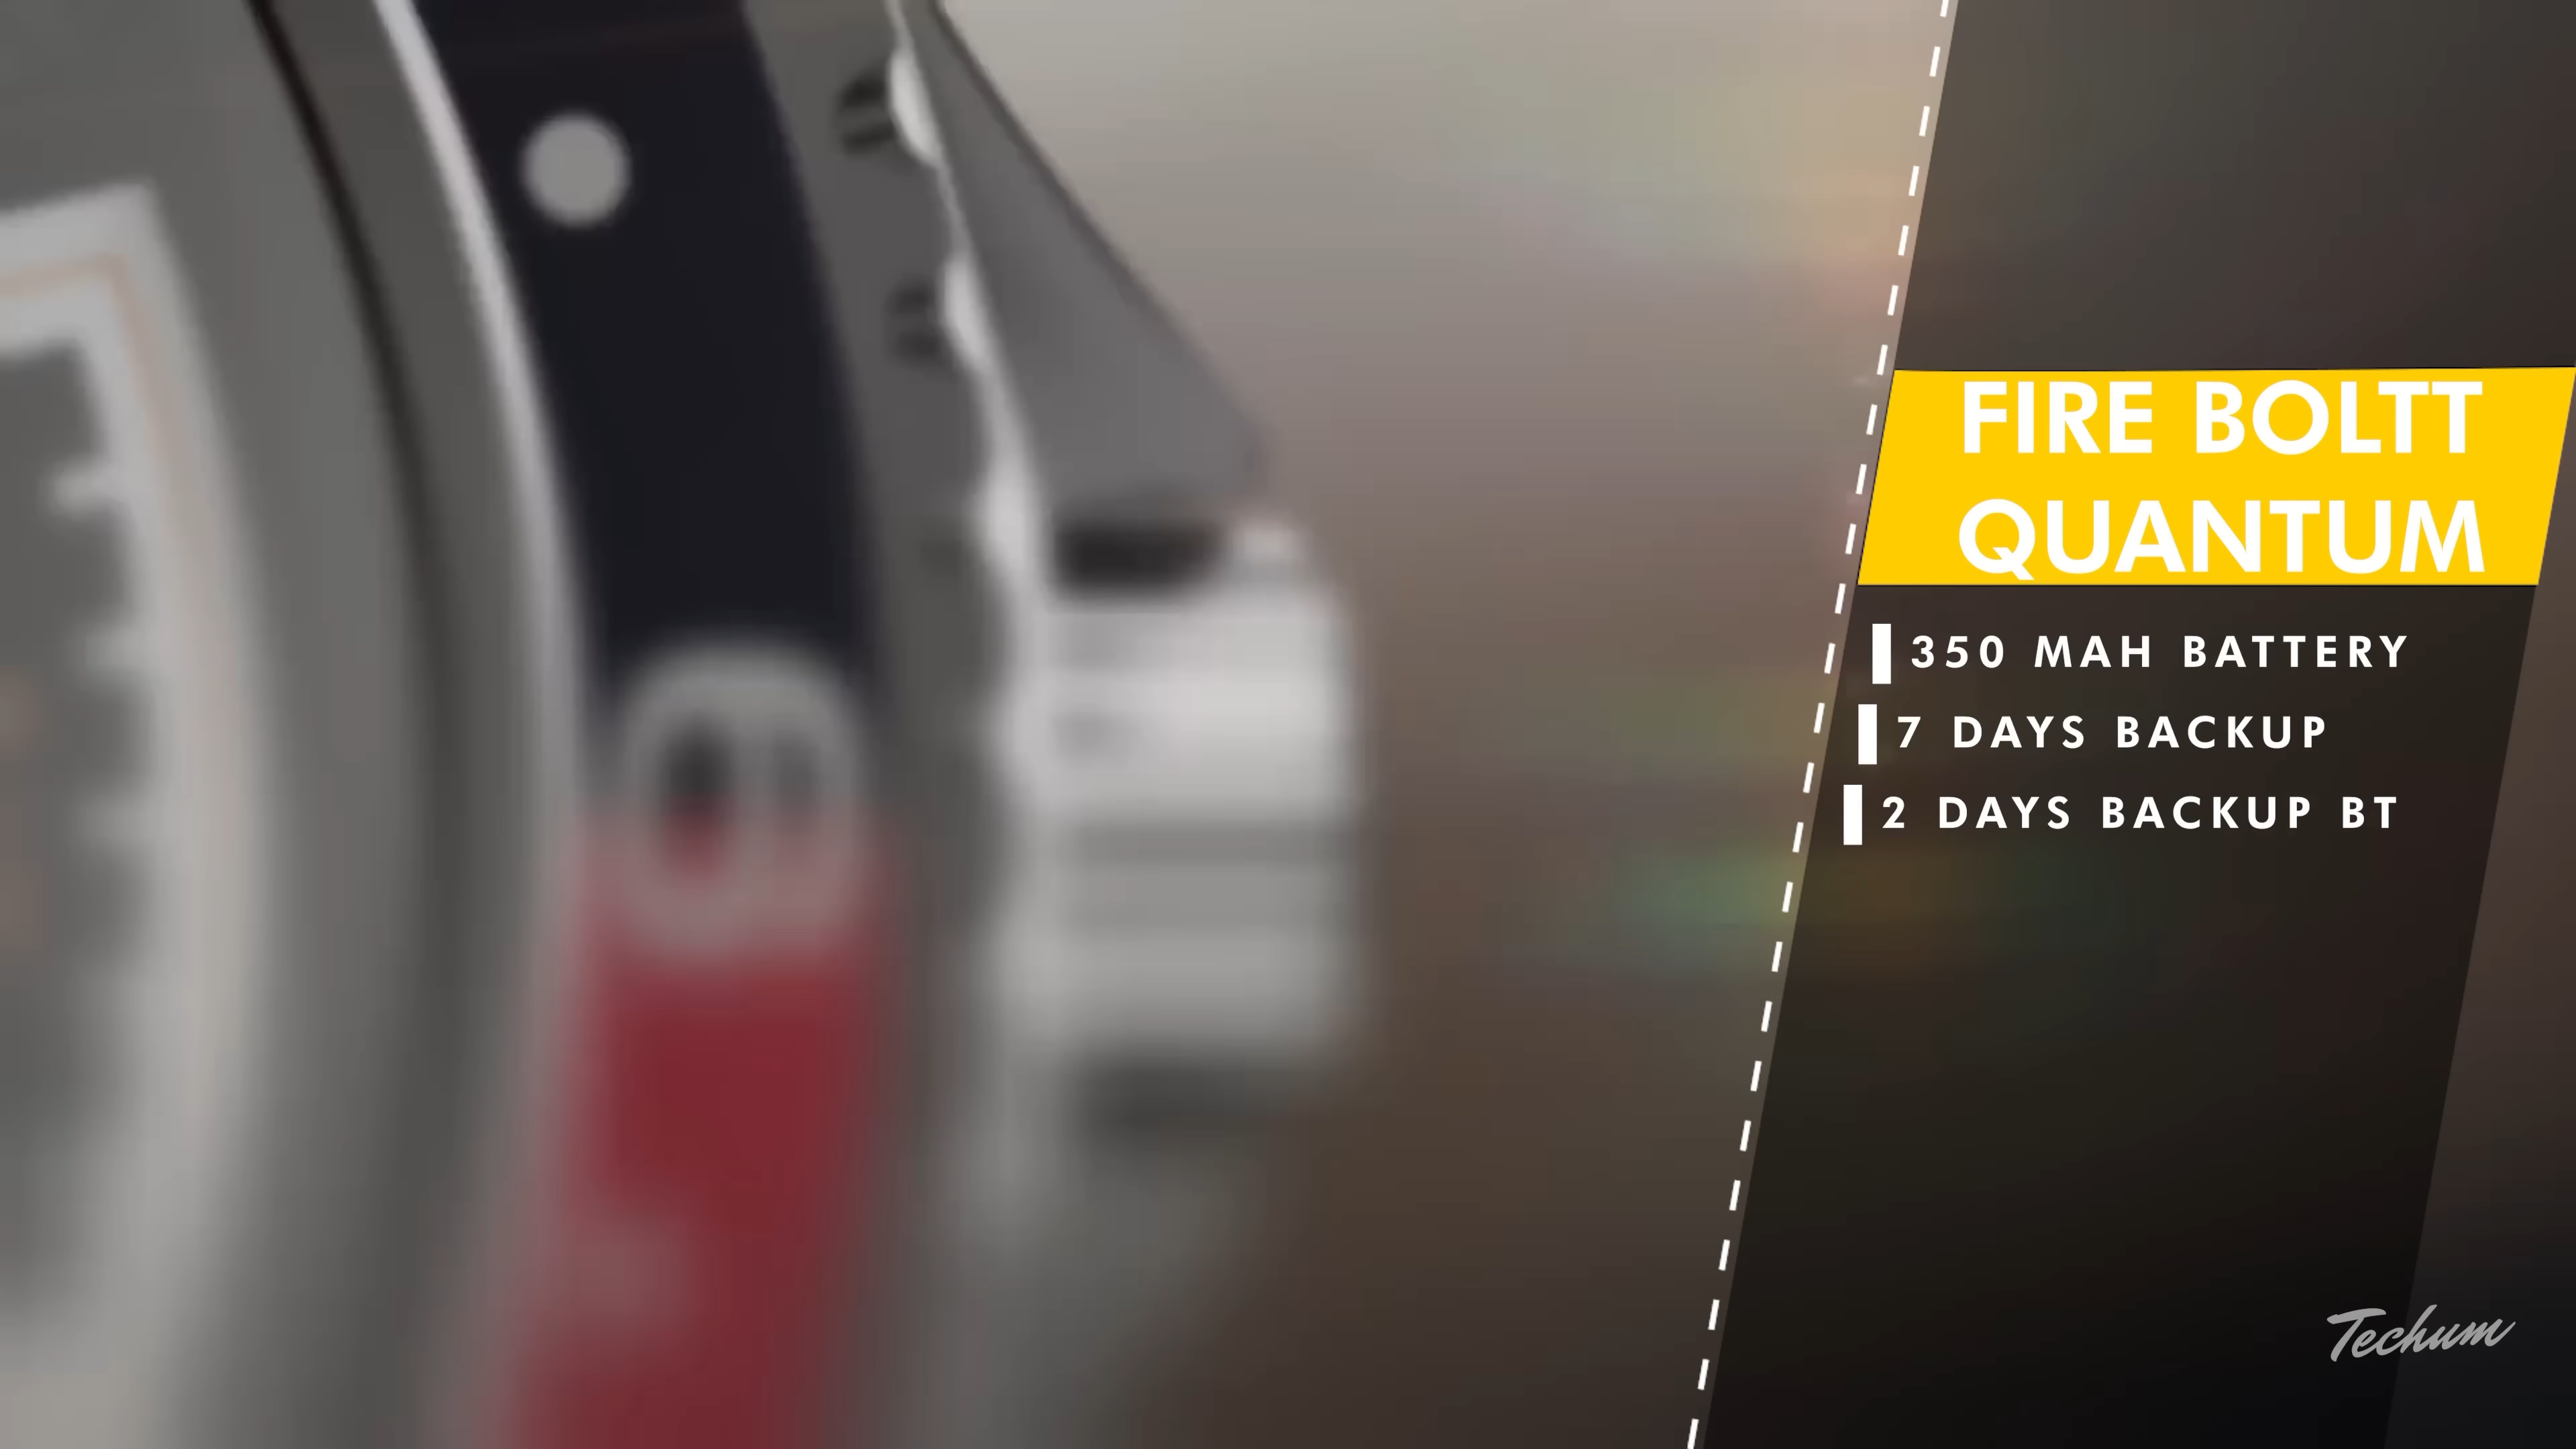 FIRE BOLTT
QUANTUM
350 MAH BATTERY
7 DAYS BACKUP
2 DAYS BACKUP BT
Techum